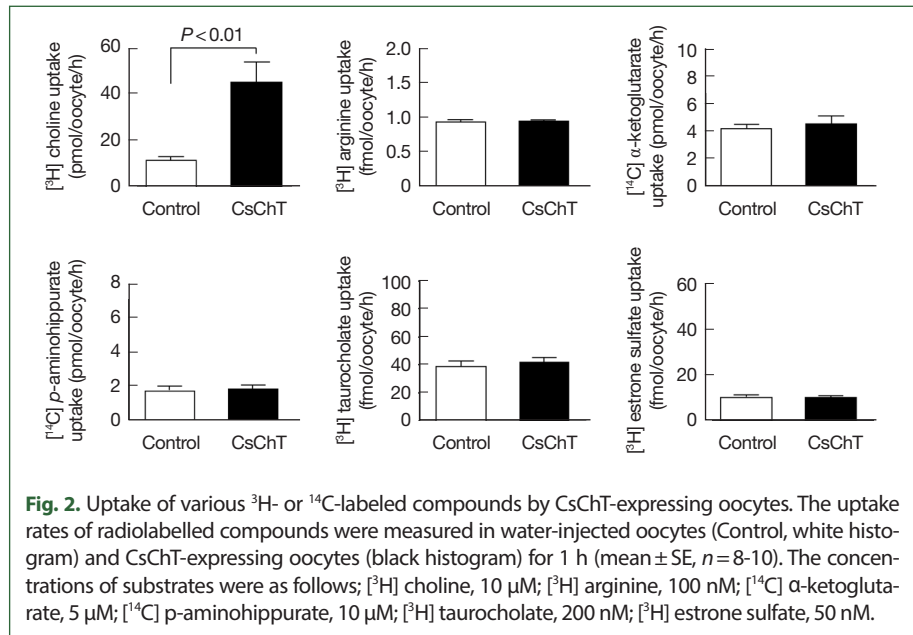 P<0.01
[³H] choline uptake
(pmol/oocyte/h)
60
40
20
0
Control
CsChT
[³H] arginine uptake
(fmol/oocyte/h)
2.0
1.5
1.0
0.5
0
Control
CsChT
[¹⁴C] α-ketoglutarate
uptake (pmol/oocyte/h)
10
8
6
4
2
0
Control
CsChT
[¹⁴C] p-aminohippurate
uptake (pmol/oocyte/h)
8
6
4
2
0
Control
CsChT
[³H] taurocholate uptake
(fmol/oocyte/h)
100
80
60
40
20
0
Control
CsChT
[³H] estrone sulfate uptake
(fmol/oocyte/h)
60
40
20
0
Control
CsChT
Fig. 2. Uptake of various ³H- or ¹⁴C-labeled compounds by CsChT-expressing oocytes. The uptake
rates of radiolabelled compounds were measured in water-injected oocytes (Control, white histo-
gram) and CsChT-expressing oocytes (black histogram) for 1 h (mean ± SE, n = 8-10). The concen-
trations of substrates were as follows; [³H] choline, 10 μM; [³H] arginine, 100 nM; [¹⁴C] α-ketogluta-
rate, 5 μM; [¹⁴C] p-aminohippurate, 10 μM; [³H] taurocholate, 200 nM; [³H] estrone sulfate, 50 nM.